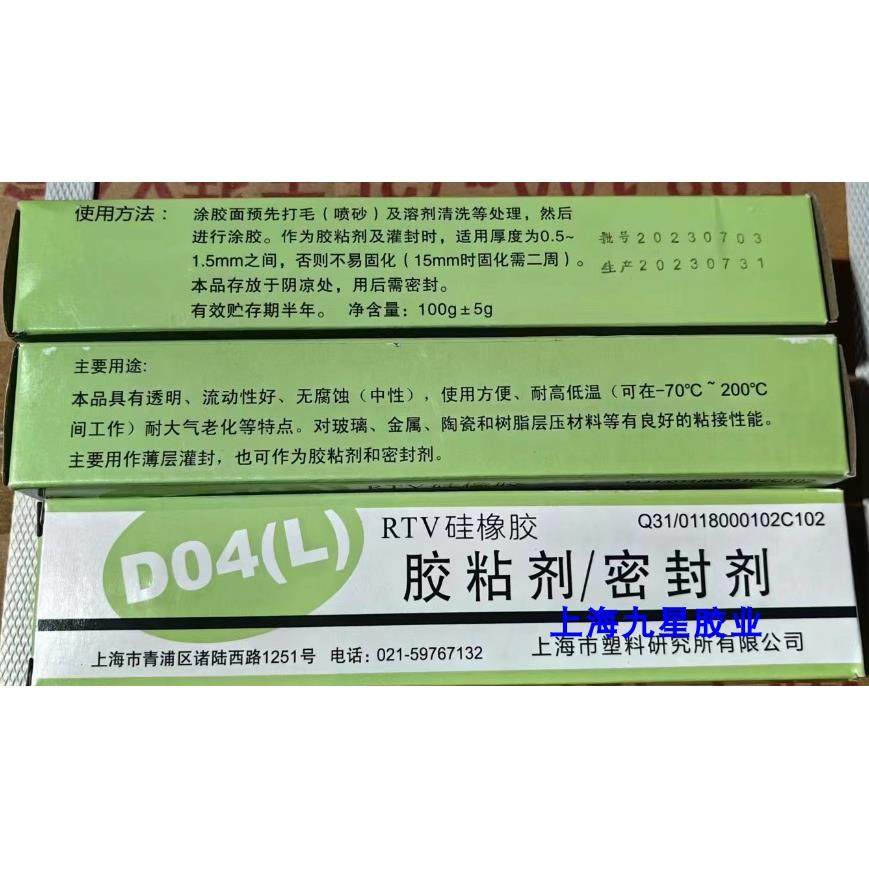 使用方法：
涂胶面预先打毛（喷砂）及溶剂清洗等处理，然后
进行涂胶。作为胶粘剂及灌封时，适用厚度为0.5~
1.5mm之间，否则不易固化（15mm时固化需二周）。
本品存放于阴凉处，用后需密封。
有效贮存期半年。 净含量：100g±5g
批号20230703
生产20230731
主要用途:
本品具有透明、流动性好、无腐蚀（中性），使用方便、耐高低温（可在-70℃~200℃
间工作）耐大气老化等特点。对玻璃、金属、陶瓷和树脂层压材料等有良好的粘接性能。
主要用作薄层灌封，也可作为胶粘剂和密封剂。
D04(L)
RTV硅橡胶
Q31/0118000102C102
胶粘剂/密封剂
上海九星胶业
上海市青浦区诸陆西路1251号 电话：021-59767132
上海市塑料研究所有限公司